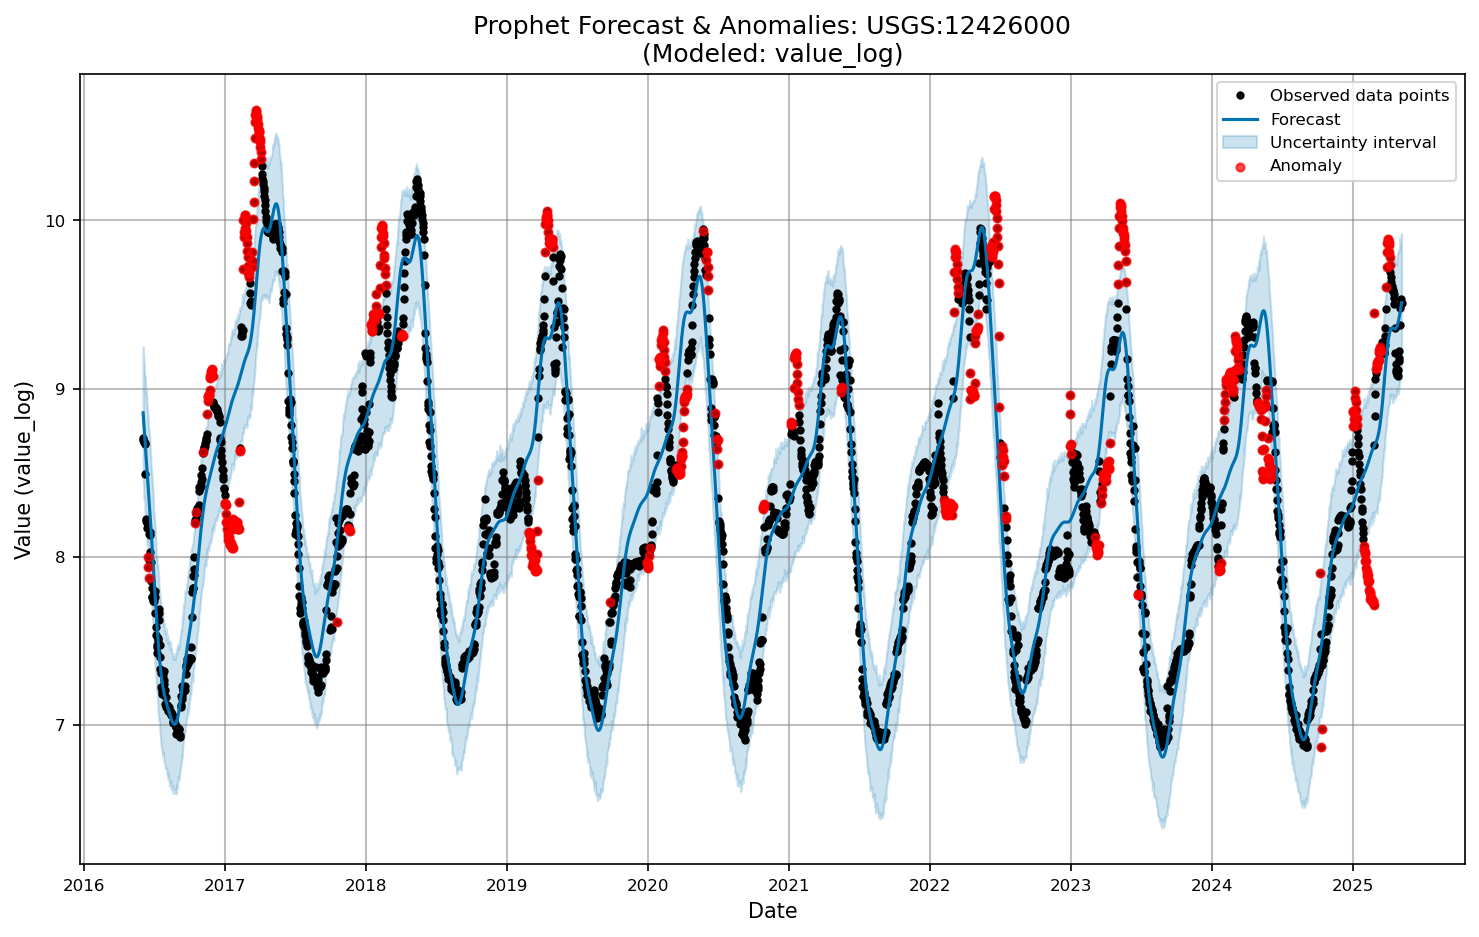 Prophet Forecast & Anomalies: USGS:12426000
(Modeled: value_log)
Observed data points
Forecast
Uncertainty interval
Anomaly
Value (value_log)
10
9
8
7
2016 2017 2018 2019 2020 2021 2022 2023 2024 2025
Date